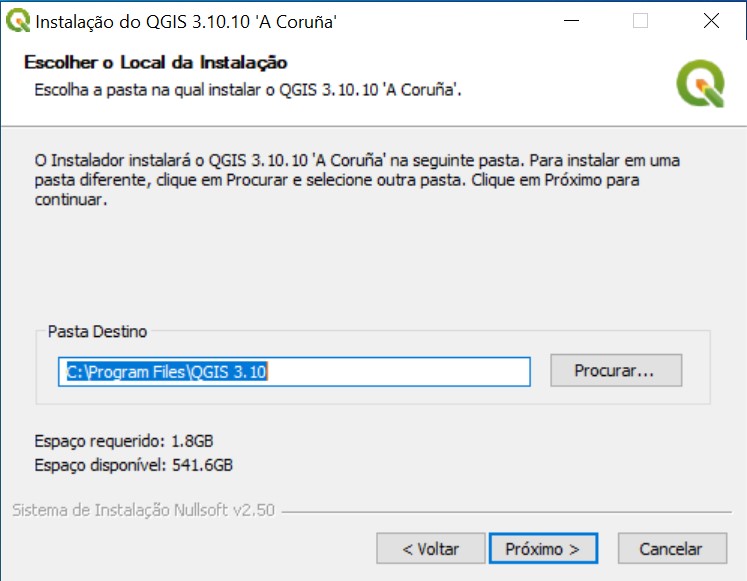 Instalação do QGIS 3.10.10 'A Coruña'
Escolher o Local da Instalação
Escolha a pasta na qual instalar o QGIS 3.10.10 'A Coruña'.
O Instalador instalará o QGIS 3.10.10 'A Coruña' na seguinte pasta. Para instalar em uma
pasta diferente, clique em Procurar e selecione outra pasta. Clique em Próximo para
continuar.
Pasta Destino
C:\Program Files\QGIS 3.10
Procurar...
Espaço requerido: 1.8GB
Espaço disponível: 541.6GB
Sistema de Instalação Nullsoft v2.50
< Voltar
Próximo >
Cancelar